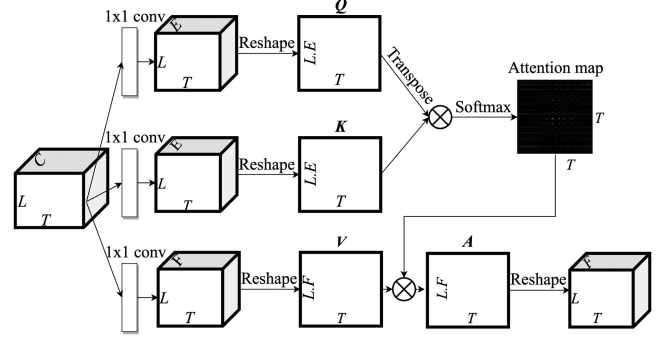 Q
1x1 conv
E
L
T
Reshape
L.E
T
Transpose
Attention map
Softmax
T
T
1x1 conv
K
C
L
T
E
L
T
Reshape
L.E
T
1x1 conv
V
A
F
L
T
Reshape
L.F
T
L.F
T
Reshape
F
L
T